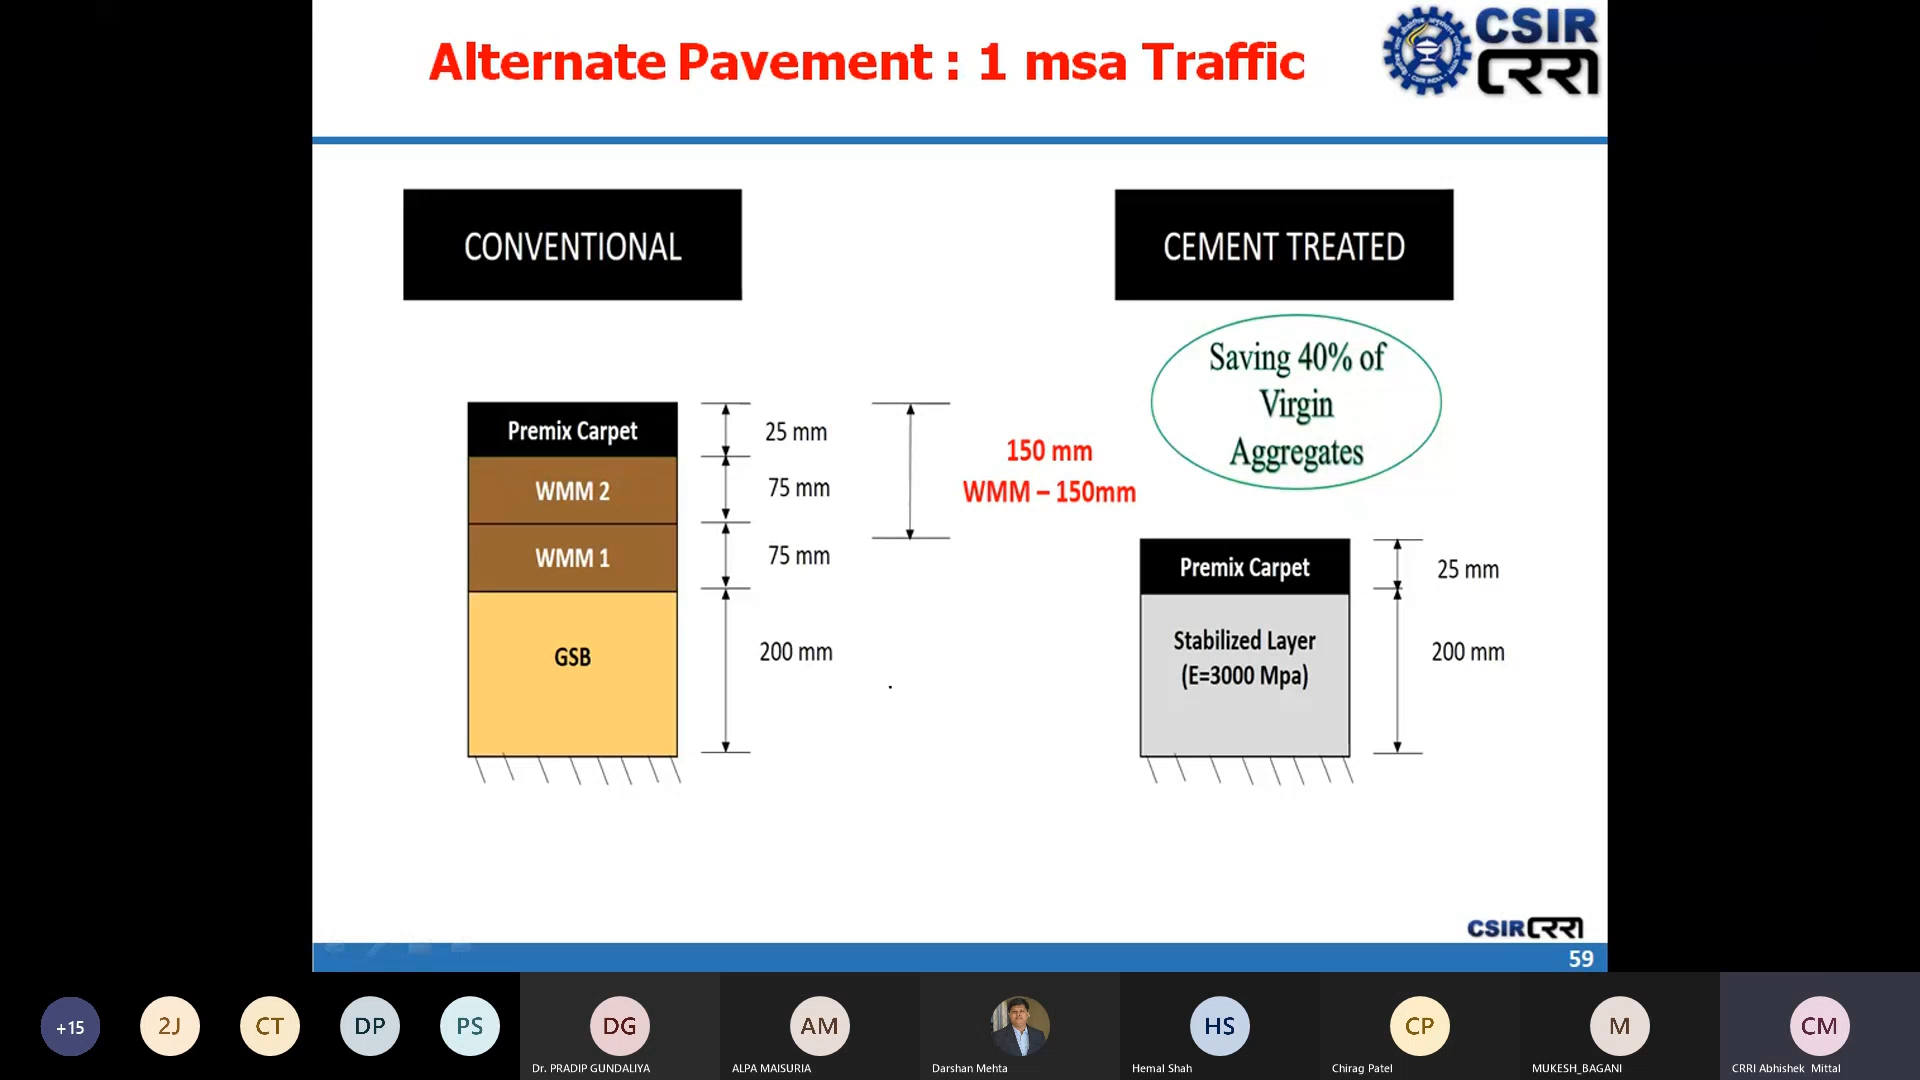 Alternate Pavement : 1 msa Traffic
CSIR
CONVENTIONAL
CEMENT TREATED
Saving 40% of
Virgin
Aggregates
Premix Carpet
25 mm
WMM 2
75 mm
WMM 1
75 mm
GSB
200 mm
150 mm
WMM – 150mm
Premix Carpet
25 mm
Stabilized Layer
(E=3000 Mpa)
200 mm
CSIR CRRI
59
+15
2J
CT
DP
PS
DG
Dr. PRADIP GUNDALIYA
AM
ALPA MAISURIA
Darshan Mehta
HS
Hemal Shah
CP
Chirag Patel
M
MUKESH_BAGANI
CM
CRRI Abhishek Mittal